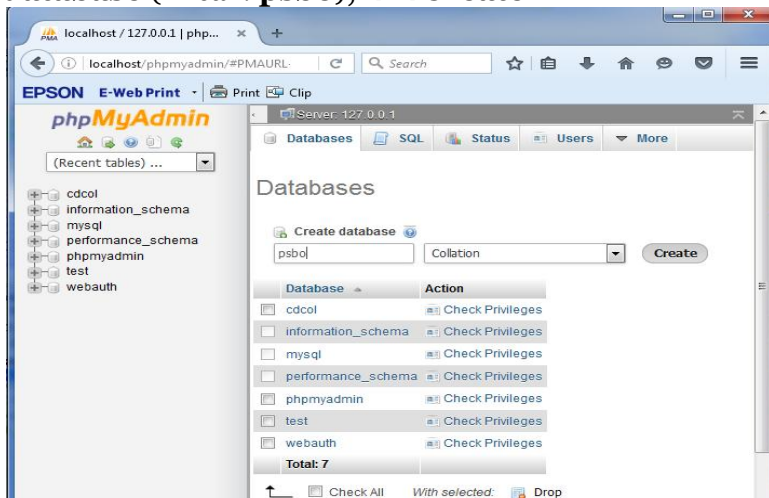 localhost / 127.0.0.1 | php...
localhost/phpmyadmin/#PMAURL-
Search
EPSON E-Web Print Print Clip
phpMyAdmin
(Recent tables) ...
cdcol
information_schema
mysql
performance_schema
phpmyadmin
test
webauth
Server: 127.0.0.1
Databases SQL Status Users More
Databases
Create database
psbo Collation Create
Database Action
cdcol Check Privileges
information_schema Check Privileges
mysql Check Privileges
performance_schema Check Privileges
phpmyadmin Check Privileges
test Check Privileges
webauth Check Privileges
Total: 7
Check All With selected: Drop